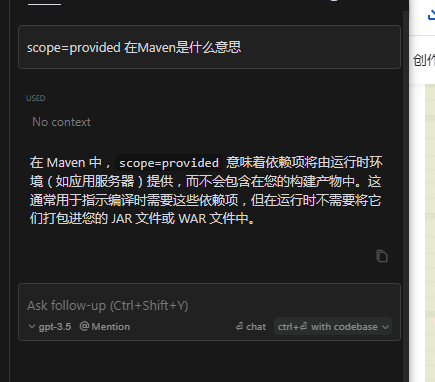 scope=provided 在Maven是什么意思
USED
No context
在 Maven 中，scope=provided 意味着依赖项将由运行时环
境（如应用服务器）提供，而不会包含在您的构建产物中。这
通常用于指示编译时需要这些依赖项，但在运行时不需要将它
们打包进您的 JAR 文件或 WAR 文件中。
Ask follow-up (Ctrl+Shift+Y)
gpt-3.5 @ Mention ⏎ chat ctrl+⏎ with codebase
创作